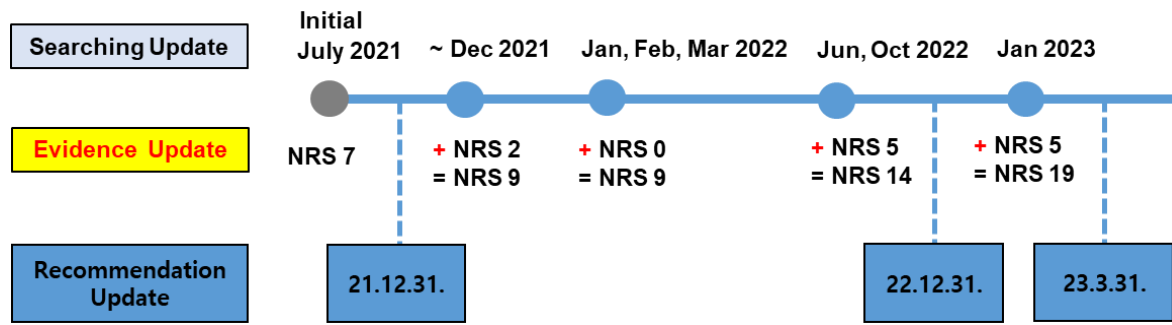 Searching Update
Initial
July 2021
~ Dec 2021
Jan, Feb, Mar 2022
Jun, Oct 2022
Jan 2023
Evidence Update
NRS 7
+ NRS 2
= NRS 9
+ NRS 0
= NRS 9
+ NRS 5
= NRS 14
+ NRS 5
= NRS 19
Recommendation
Update
21.12.31.
22.12.31.
23.3.31.